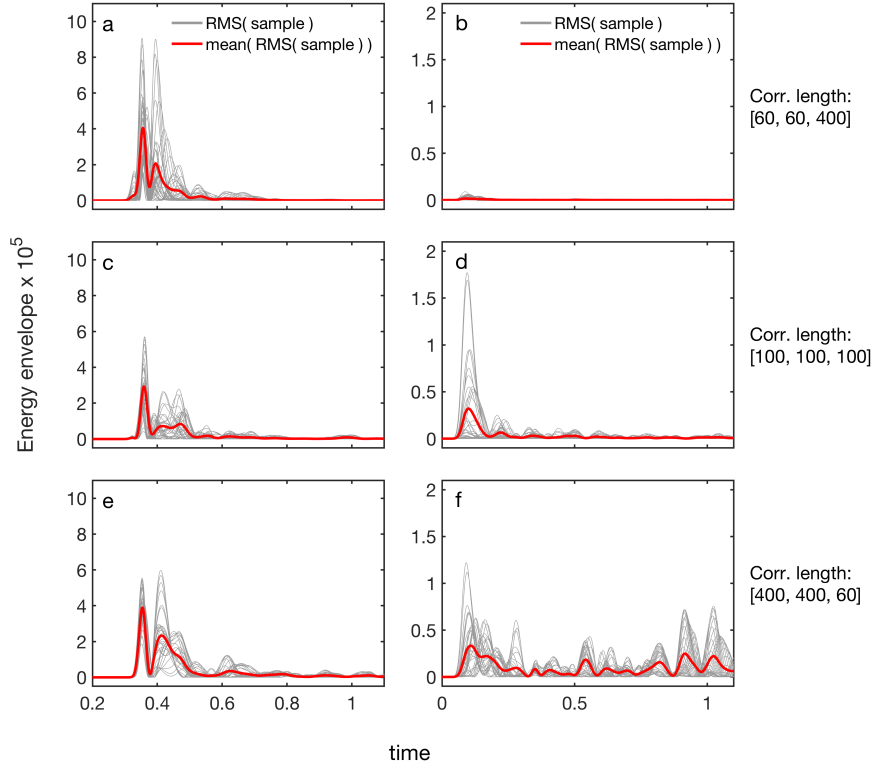 a
RMS( sample )
mean( RMS( sample ) )
10
8
6
4
2
0
b
RMS( sample )
mean( RMS( sample ) )
2
1.5
1
0.5
0
Corr. length:
[60, 60, 400]
Energy envelope x 10^5
c
10
8
6
4
2
0
d
2
1.5
1
0.5
0
Corr. length:
[100, 100, 100]
e
10
8
6
4
2
0
0.2
0.4
0.6
0.8
1
f
2
1.5
1
0.5
0
0
0.5
1
Corr. length:
[400, 400, 60]
time